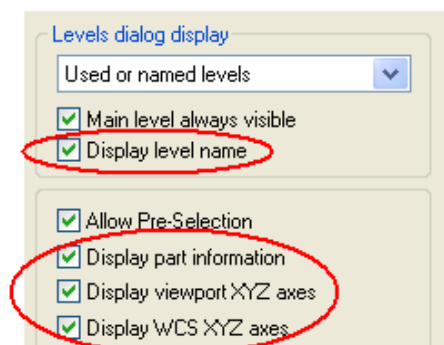 Levels dialog display
Used or named levels
Main level always visible
Display level name
Allow Pre-Selection
Display part information
Display viewport XYZ axes
Display WCS XYZ axes